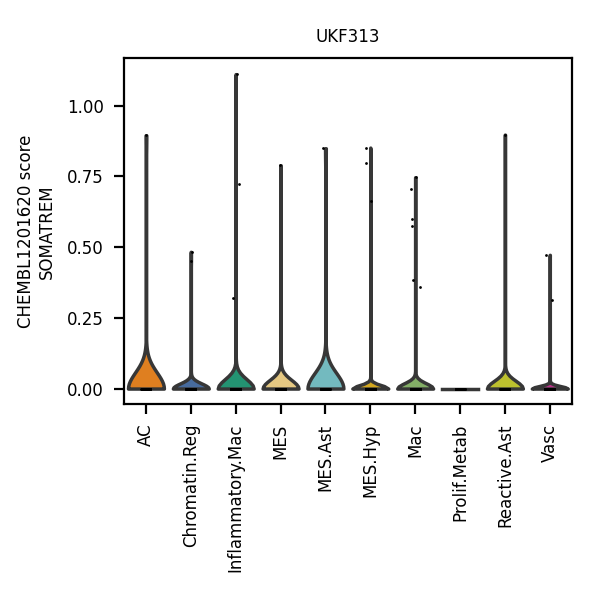 UKF313
CHEMBL1201620 score
SOMATREM
1.00
0.75
0.50
0.25
0.00
AC
Chromatin.Reg
Inflammatory.Mac
MES
MES.Ast
MES.Hyp
Mac
Prolif.Metab
Reactive.Ast
Vasc